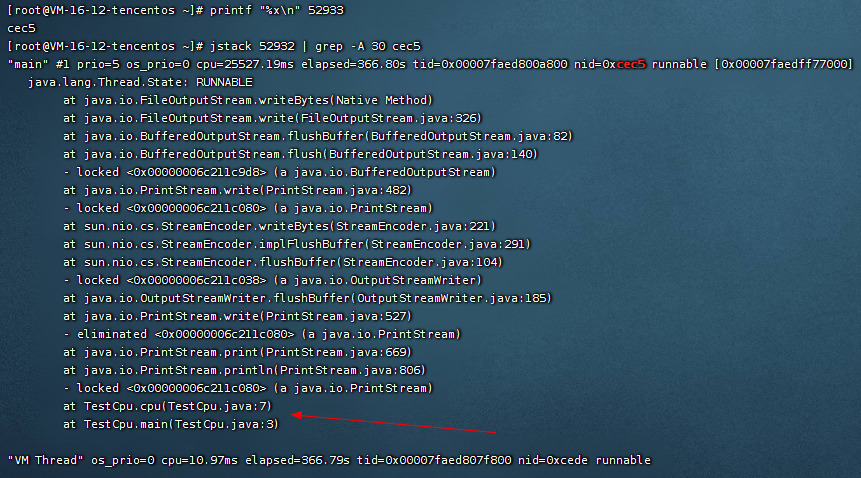 [root@VM-16-12-tencentos ~]# printf "%x\n" 52933
cec5
[root@VM-16-12-tencentos ~]# jstack 52932 | grep -A 30 cec5
"main" #1 prio=5 os_prio=0 cpu=25527.19ms elapsed=366.80s tid=0x00007faed800a800 nid=0xcec5 runnable [0x00007faedff77000]
   java.lang.Thread.State: RUNNABLE
        at java.io.FileOutputStream.writeBytes(Native Method)
        at java.io.FileOutputStream.write(FileOutputStream.java:326)
        at java.io.BufferedOutputStream.flushBuffer(BufferedOutputStream.java:82)
        at java.io.BufferedOutputStream.flush(BufferedOutputStream.java:140)
        - locked <0x00000006c211c9d8> (a java.io.BufferedOutputStream)
        at java.io.PrintStream.write(PrintStream.java:482)
        - locked <0x00000006c211c080> (a java.io.PrintStream)
        at sun.nio.cs.StreamEncoder.writeBytes(StreamEncoder.java:221)
        at sun.nio.cs.StreamEncoder.implFlushBuffer(StreamEncoder.java:291)
        at sun.nio.cs.StreamEncoder.flushBuffer(StreamEncoder.java:104)
        - locked <0x00000006c211c038> (a java.io.OutputStreamWriter)
        at java.io.OutputStreamWriter.flushBuffer(OutputStreamWriter.java:185)
        at java.io.PrintStream.write(PrintStream.java:527)
        - eliminated <0x00000006c211c080> (a java.io.PrintStream)
        at java.io.PrintStream.print(PrintStream.java:669)
        at java.io.PrintStream.println(PrintStream.java:806)
        - locked <0x00000006c211c080> (a java.io.PrintStream)
        at TestCpu.cpu(TestCpu.java:7)
        at TestCpu.main(TestCpu.java:3)
"VM Thread" os_prio=0 cpu=10.97ms elapsed=366.79s tid=0x00007faed807f800 nid=0xcede runnable